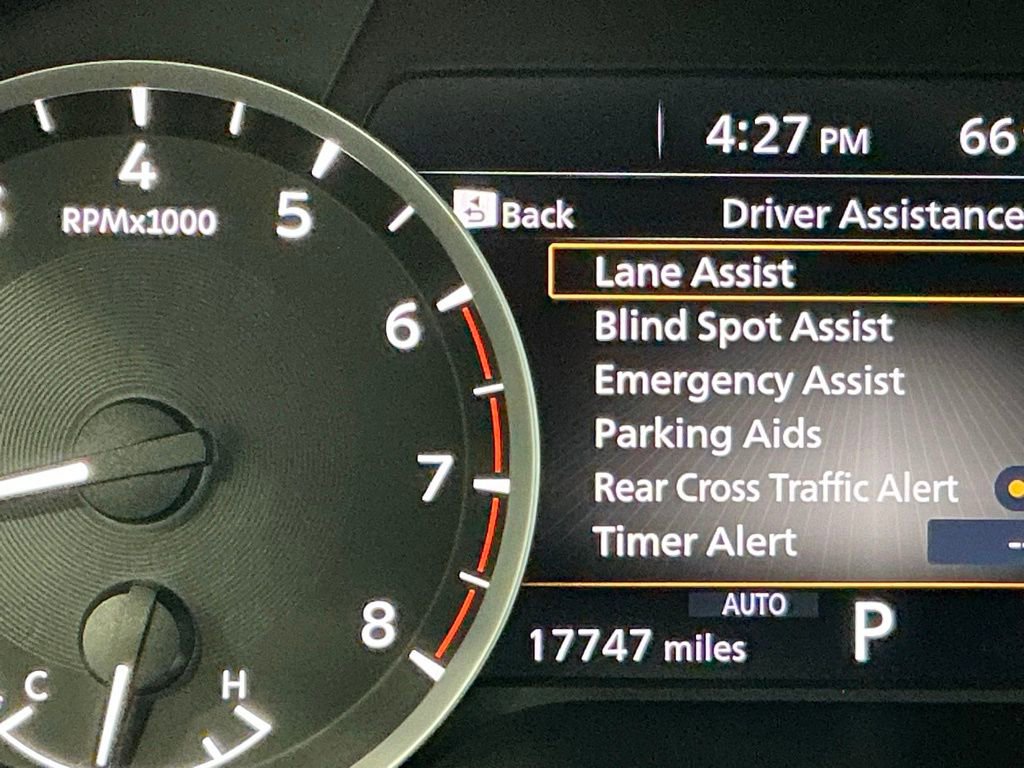 4:27 PM 66
Back Driver Assistance
Lane Assist
Blind Spot Assist
Emergency Assist
Parking Aids
Rear Cross Traffic Alert
Timer Alert --
AUTO
17747 miles P
4
5
RPMx1000
6
7
8
C H